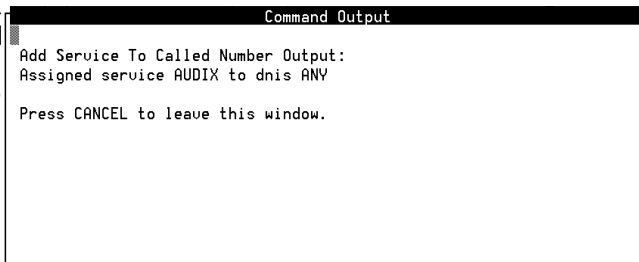 Command Output
Add Service To Called Number Output:
Assigned service AUDIX to dnis ANY
Press CANCEL to leave this window.